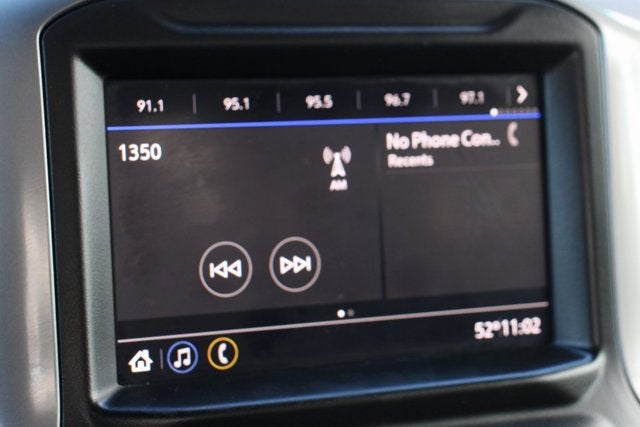 91.1 95.1 95.5 96.7 97.1
1350
AM
No Phone Con..
Recents
52° 11:02